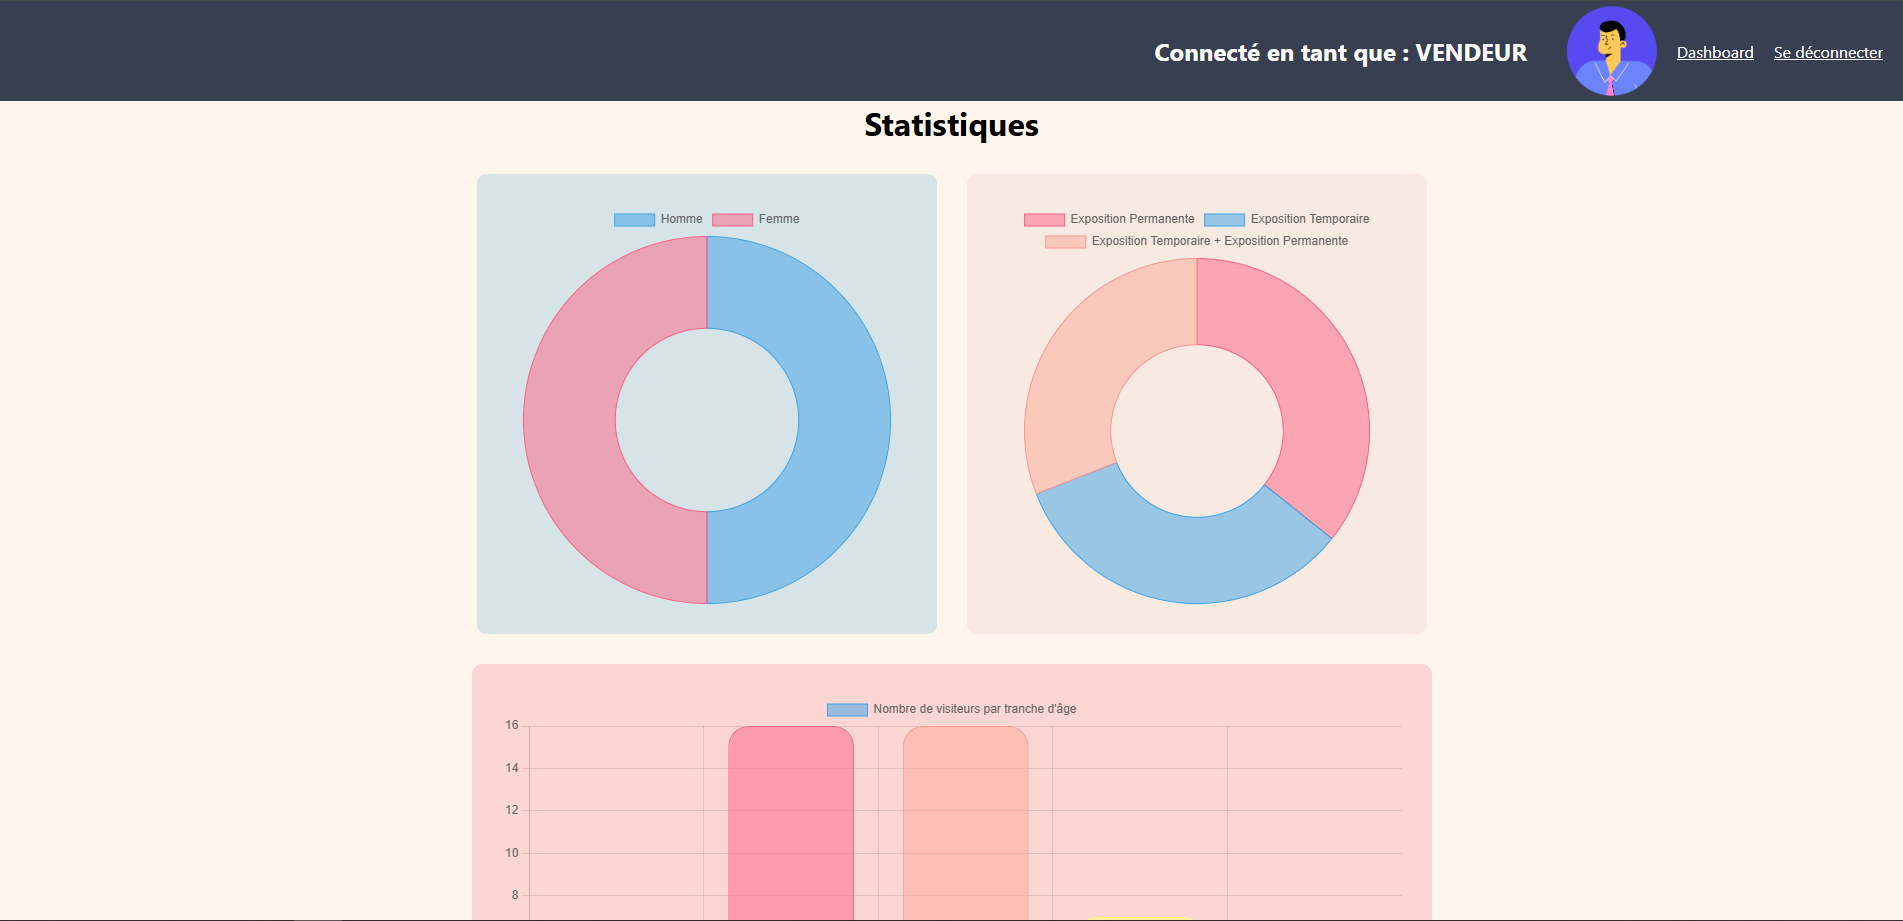 Connecté en tant que : VENDEUR
Dashboard
Se déconnecter
Statistiques
Homme
Femme
Exposition Permanente
Exposition Temporaire
Exposition Temporaire + Exposition Permanente
Nombre de visiteurs par tranche d'âge
16
14
12
10
8